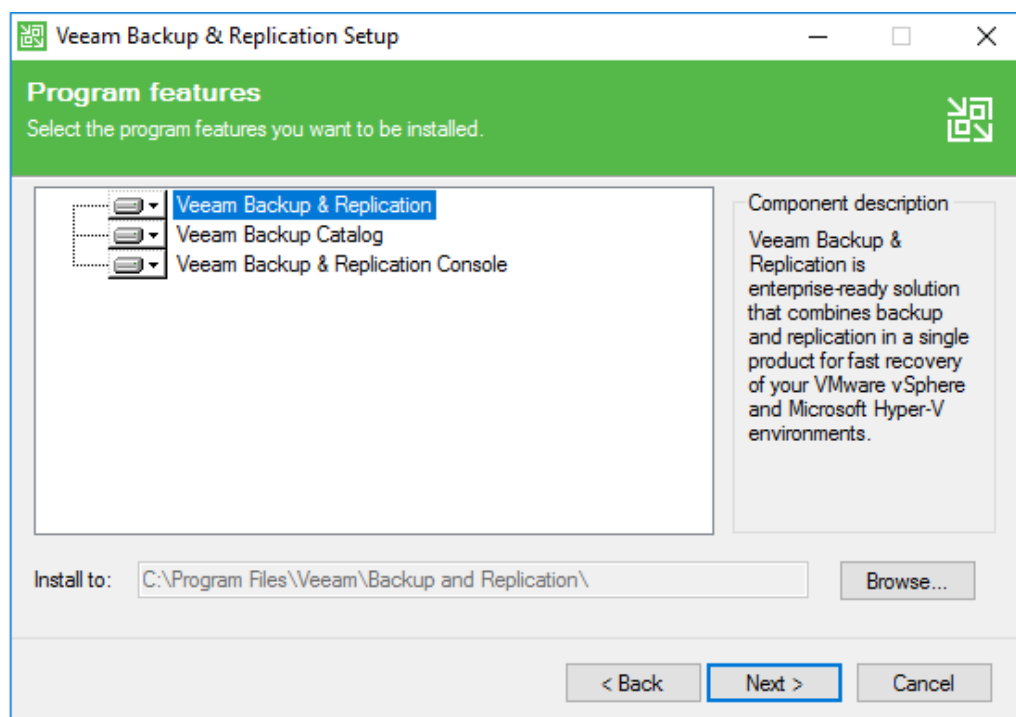 Veeam Backup & Replication Setup
Program features
Select the program features you want to be installed.
Veeam Backup & Replication
Veeam Backup Catalog
Veeam Backup & Replication Console
Component description
Veeam Backup &
Replication is
enterprise-ready solution
that combines backup
and replication in a single
product for fast recovery
of your VMware vSphere
and Microsoft Hyper-V
environments.
Install to:
C:\Program Files\Veeam\Backup and Replication\
Browse...
< Back
Next >
Cancel